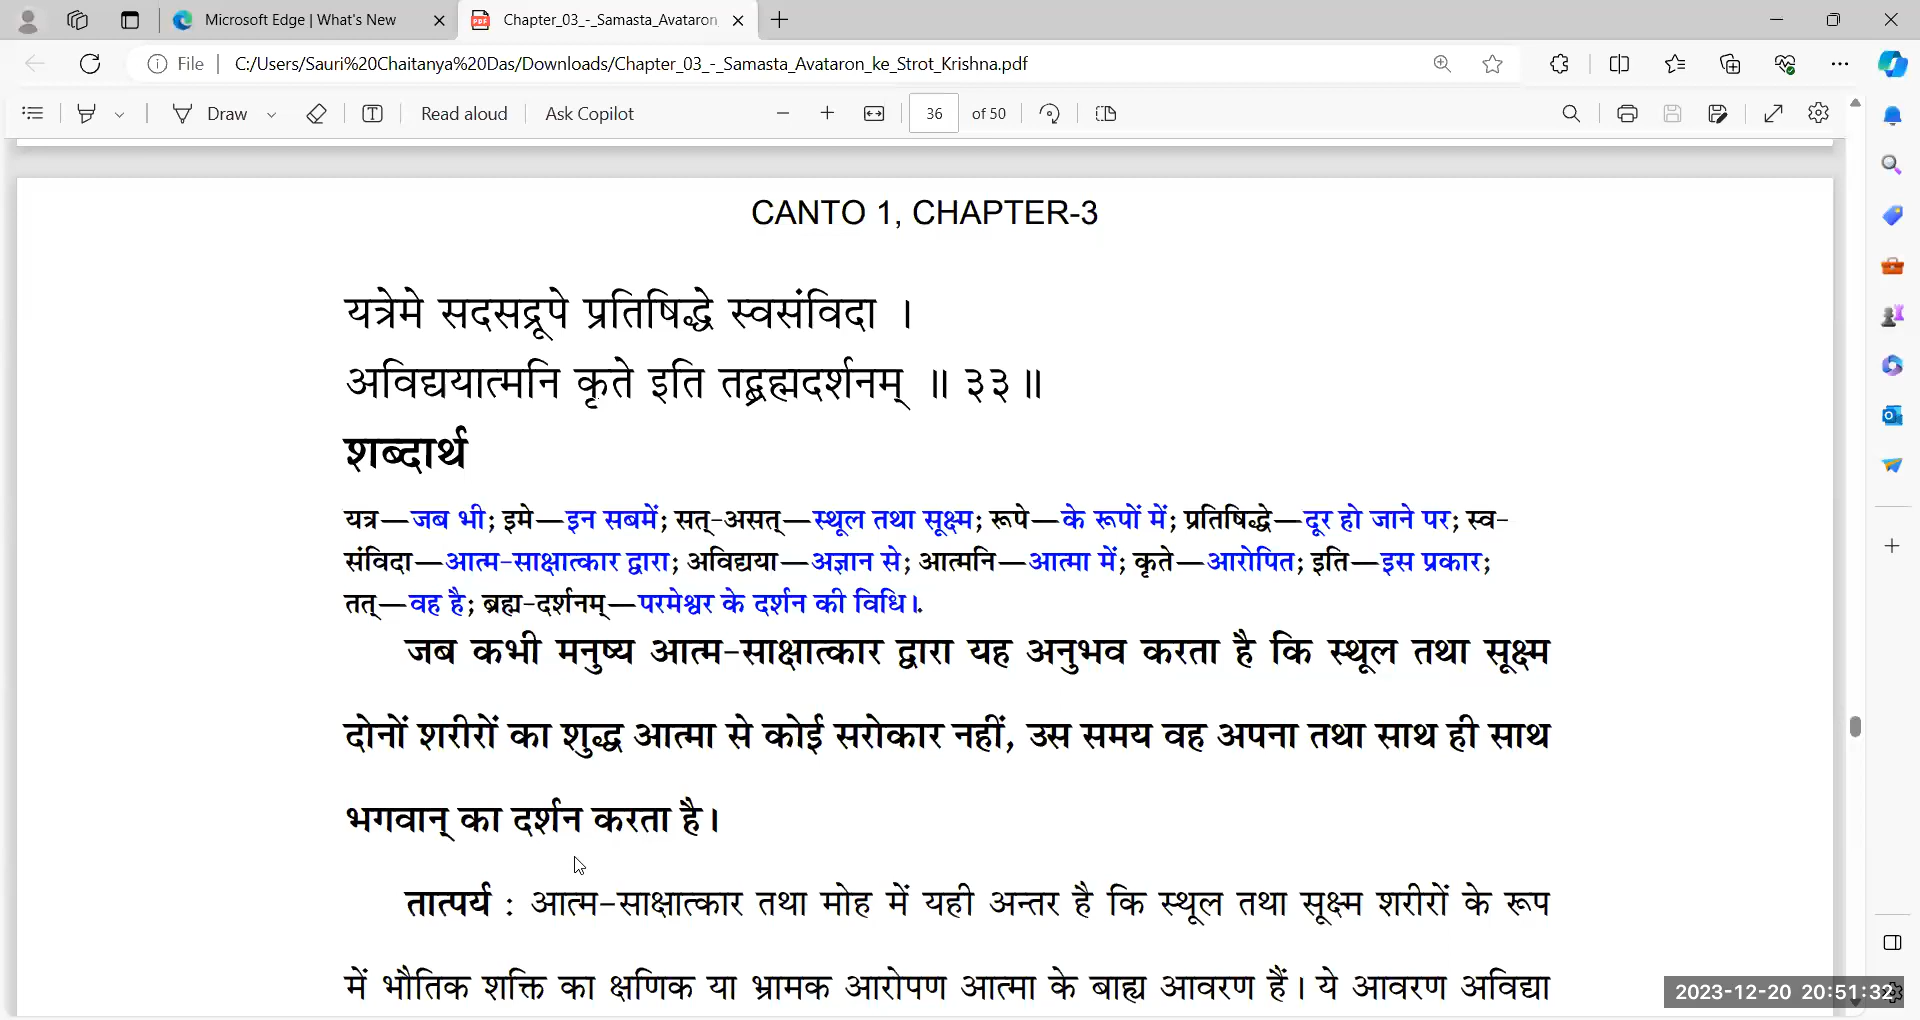 Microsoft Edge | What's New
Chapter_03_-_Samasta_Avataron
File
C:/Users/Sauri%20Chaitanya%20Das/Downloads/Chapter_03_-_Samasta_Avataron_ke_Strot_Krishna.pdf
Draw
Read aloud
Ask Copilot
36 of 50
CANTO 1, CHAPTER-3
यत्रेमे सदसद्रूपे प्रतिषिद्धे स्वसंविदा ।
अविद्ययात्मनि कृते इति तद्ब्रह्मदर्शनम् ॥ ३३ ॥
शब्दार्थ
यत्र—जब भी; इमे—इन सबमें; सत्-असत्—स्थूल तथा सूक्ष्म; रूपे—के रूपों में; प्रतिषिद्धे—दूर हो जाने पर; स्व-
संविदा—आत्म-साक्षात्कार द्वारा; अविद्यया—अज्ञान से; आत्मनि—आत्मा में; कृते—आरोपित; इति—इस प्रकार;
तत्—वह है; ब्रह्म-दर्शनम्—परमेश्वर के दर्शन की विधि।.
जब कभी मनुष्य आत्म-साक्षात्कार द्वारा यह अनुभव करता है कि स्थूल तथा सूक्ष्म
दोनों शरीरों का शुद्ध आत्मा से कोई सरोकार नहीं, उस समय वह अपना तथा साथ ही साथ
भगवान् का दर्शन करता है।
तात्पर्य : आत्म-साक्षात्कार तथा मोह में यही अन्तर है कि स्थूल तथा सूक्ष्म शरीरों के रूप
में भौतिक शक्ति का क्षणिक या भ्रामक आरोपण आत्मा के बाह्य आवरण हैं। ये आवरण अविद्या
2023-12-20 20:51:32